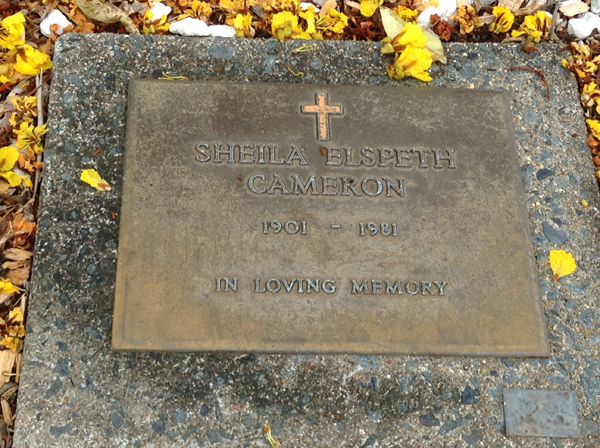 SHEILA ELSPETH
CAMERON
1901 - 1981
IN LOVING MEMORY